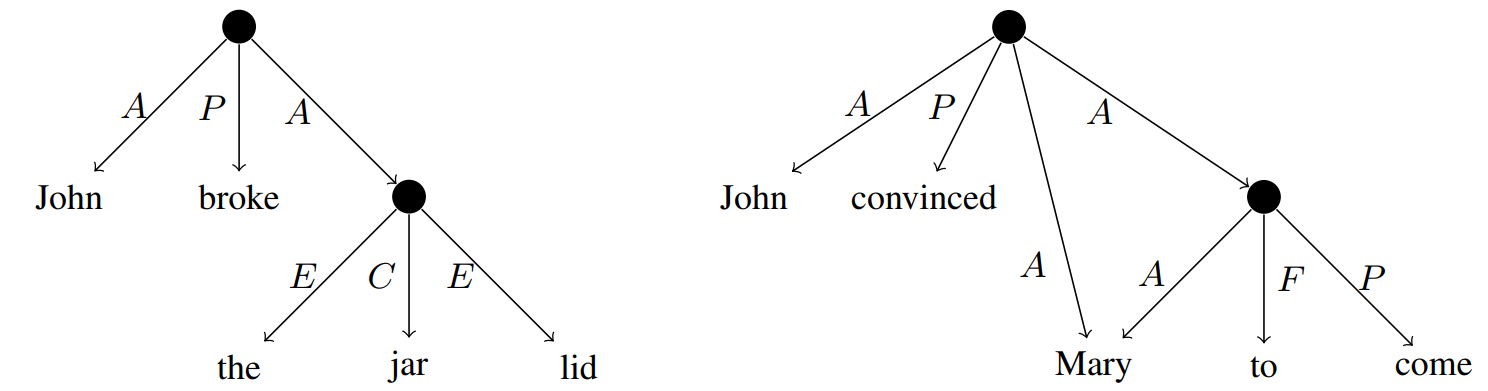 A P A
John broke
E C E
the jar lid
A P A
John convinced
A A F P
Mary to come